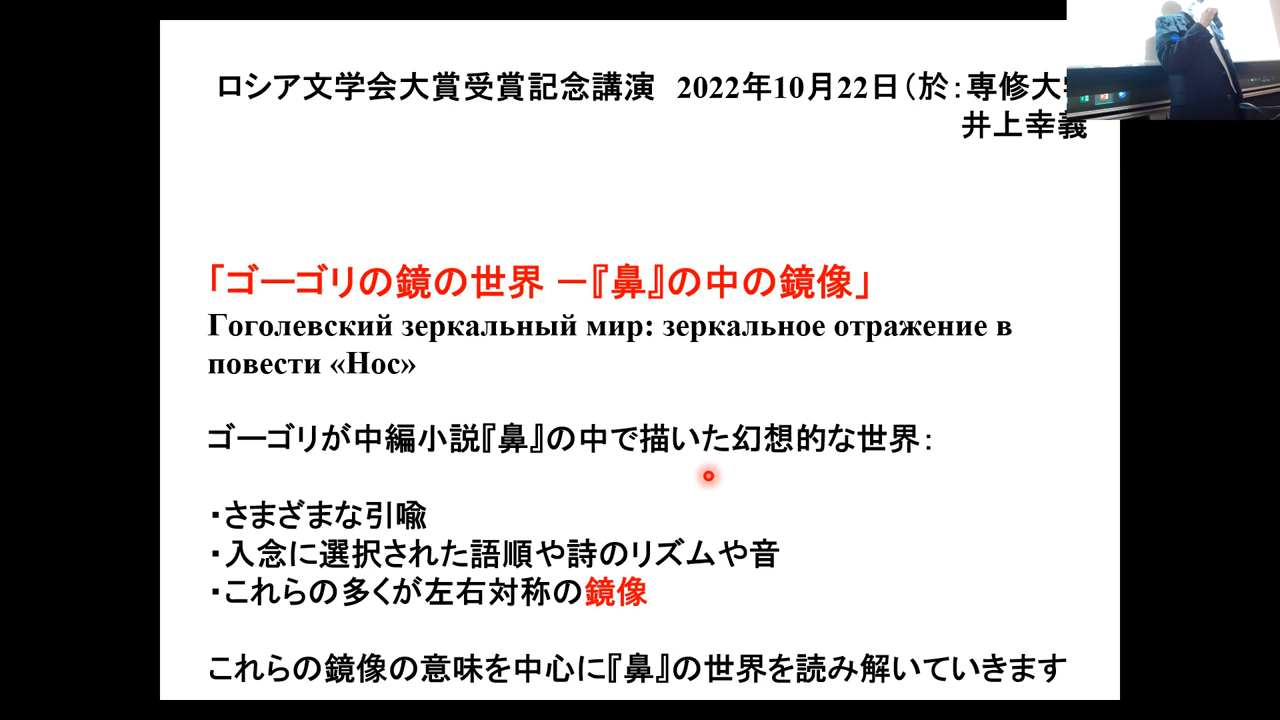 ロシア文学会大賞受賞記念講演　2022年10月22日（於：専修大
井上幸義
「ゴーゴリの鏡の世界 －『鼻』の中の鏡像」
Гоголевский зеркальный мир: зеркальное отражение в
повести «Нос»
ゴーゴリが中編小説『鼻』の中で描いた幻想的な世界：
・さまざまな引喩
・入念に選択された語順や詩のリズムや音
・これらの多くが左右対称の鏡像
これらの鏡像の意味を中心に『鼻』の世界を読み解いていきます